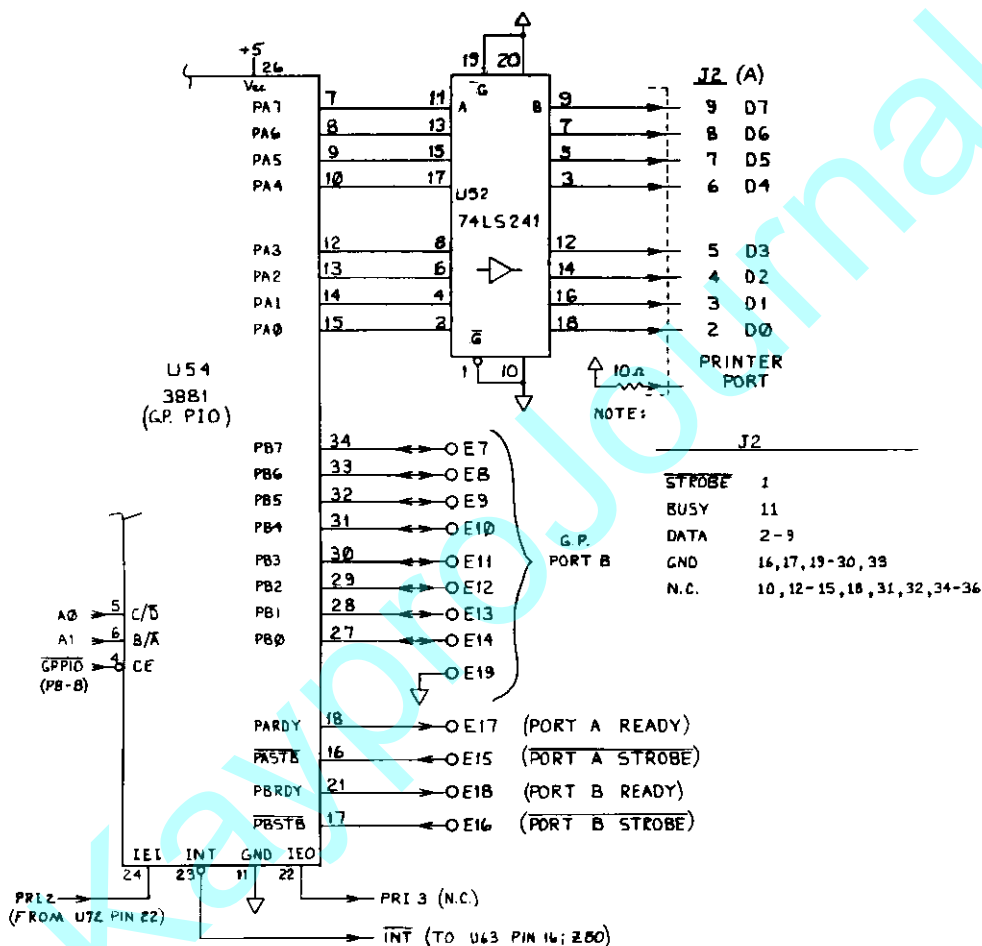 +5
26
Vcc
19 20
G
J2 (A)
PA7 7 11 A B 9 9 D7
PA6 8 13 7 8 D6
PA5 9 15 5 7 D5
PA4 10 17 3 6 D4
U52
74LS241
PA3 12 8 12 5 D3
PA2 13 6 14 4 D2
PA1 14 4 16 3 D1
PA0 15 2 18 2 D0
G
1 10
PRINTER
PORT
10Ω
NOTE:
U54
3881
(G.P. PIO)
J2
STROBE 1
BUSY 11
DATA 2-9
GND 16,17,19-30,33
N.C. 10,12-15,18,31,32,34-36
PB7 34 E7
PB6 33 E8
PB5 32 E9
PB4 31 E10
PB3 30 E11
PB2 29 E12
PB1 28 E13
PB0 27 E14
E19
G.P.
PORT B
A0 5 C/D
A1 6 B/A
GPPIO 4 CE
(PB-8)
PARDY 18 E17 (PORT A READY)
PASTB 16 E15 (PORT A STROBE)
PBRDY 21 E18 (PORT B READY)
PBSTB 17 E16 (PORT B STROBE)
IEI INT GND IEO
24 23 11 22
PRI2
(FROM U72 PIN 22)
PRI 3 (N.C.)
INT (TO U63 PIN 16; Z80)
KayproJournal